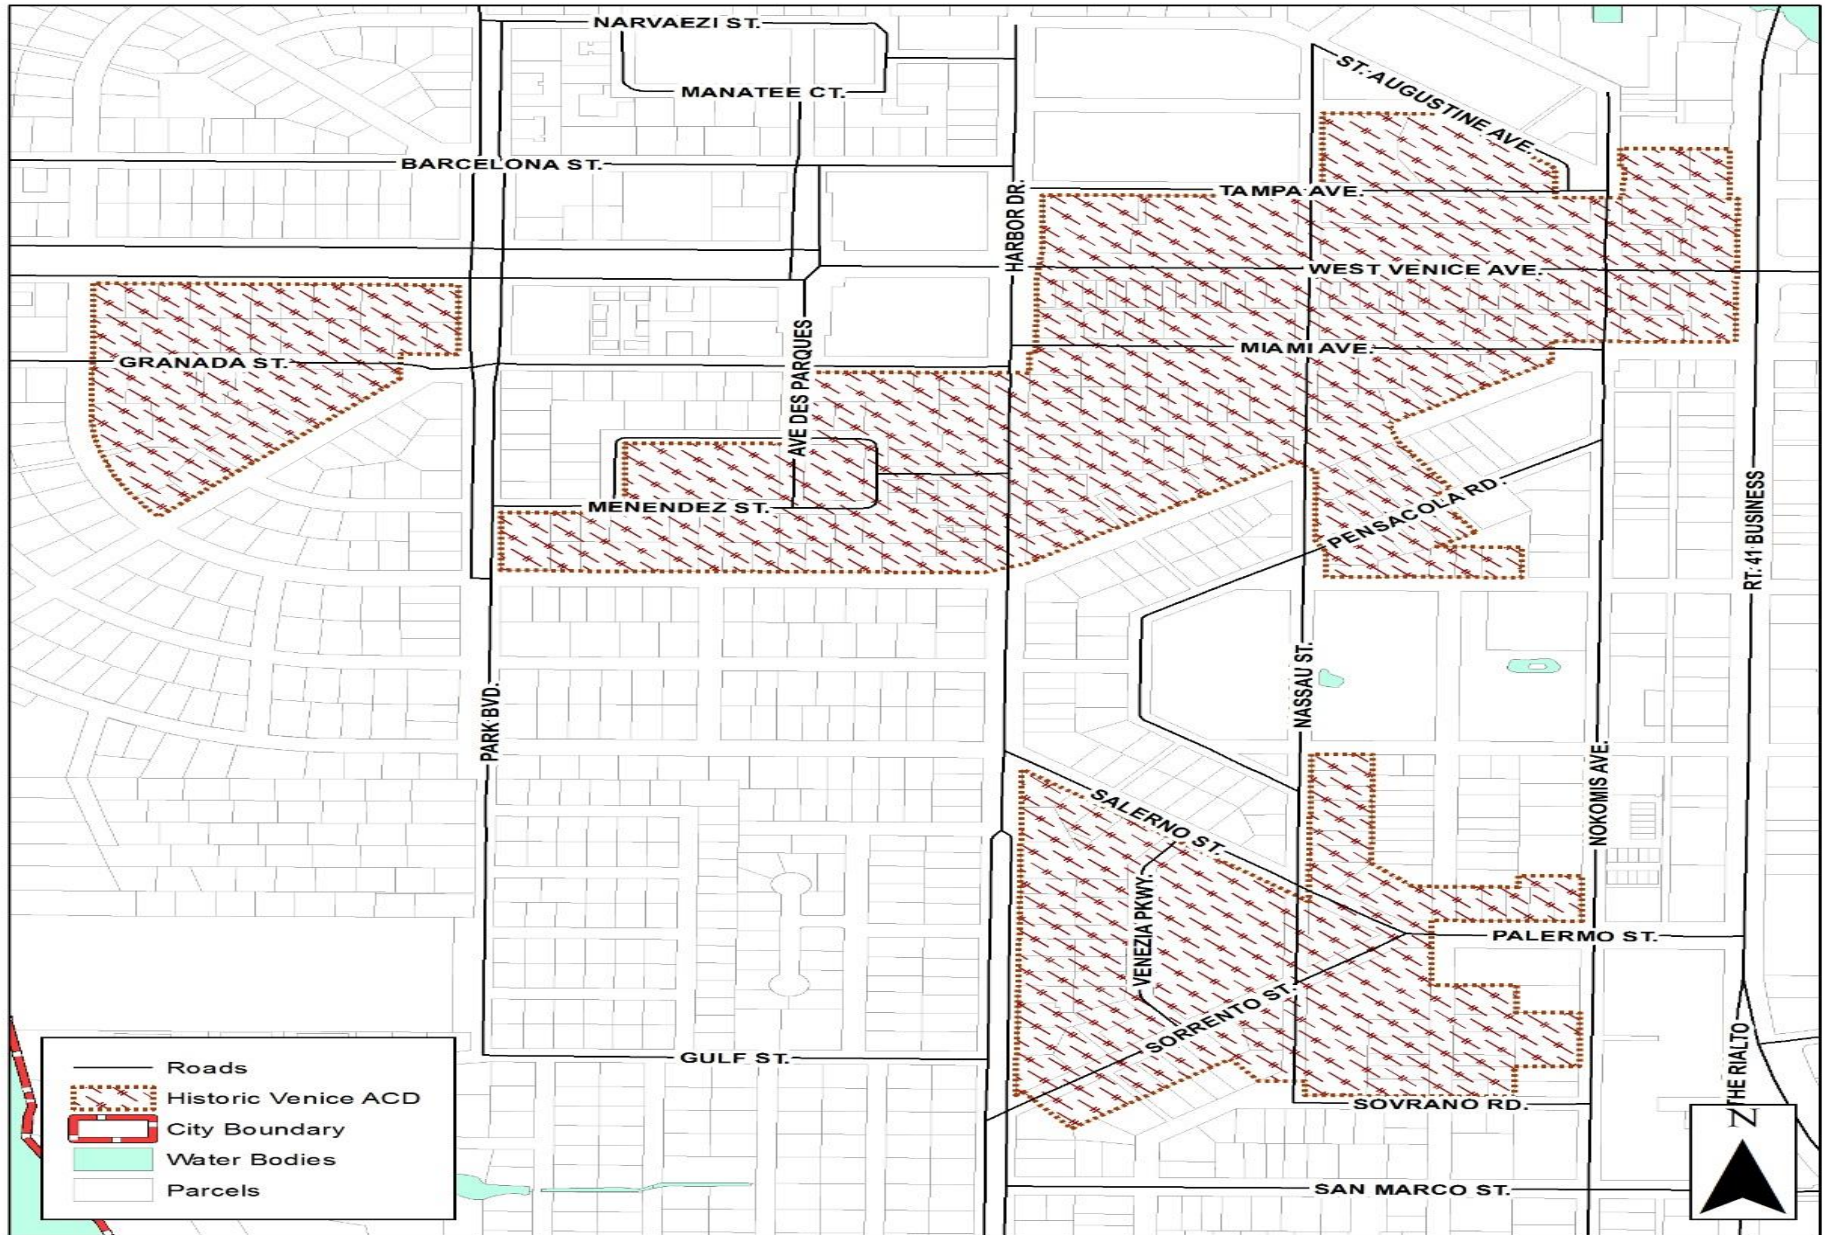 NARVAEZI ST.
MANATEE CT.
ST. AUGUSTINE AVE.
BARCELONA ST.
TAMPA AVE.
HARBOR DR.
WEST VENICE AVE.
AVE DES PARQUES
GRANADA ST.
MIAMI AVE.
MENENDEZ ST.
PENSACOLA RD.
RT. 41 BUSINESS
NASSAU ST.
PARK BVD.
NOKOMIS AVE.
SALERNO ST.
VENEZIA PKWY.
PALERMO ST.
SORRENTO ST.
GULF ST.
THE RIALTO
SOVRANO RD.
SAN MARCO ST.
Roads
Historic Venice ACD
City Boundary
Water Bodies
Parcels
N